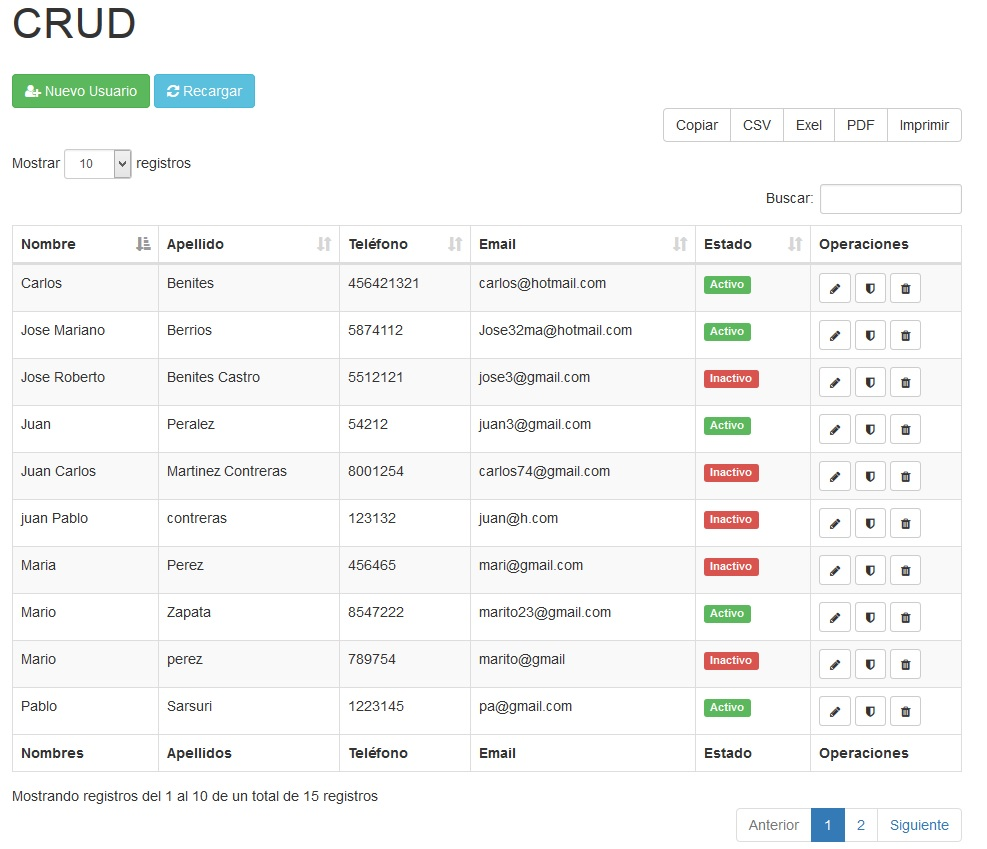 CRUD
Nuevo Usuario Recargar
Copiar CSV Exel PDF Imprimir
Mostrar 10 registros
Buscar:
Nombre Apellido Teléfono Email Estado Operaciones
Carlos Benites 456421321 carlos@hotmail.com Activo
Jose Mariano Berrios 5874112 Jose32ma@hotmail.com Activo
Jose Roberto Benites Castro 5512121 jose3@gmail.com Inactivo
Juan Peralez 54212 juan3@gmail.com Activo
Juan Carlos Martinez Contreras 8001254 carlos74@gmail.com Inactivo
juan Pablo contreras 123132 juan@h.com Inactivo
Maria Perez 456465 mari@gmail.com Inactivo
Mario Zapata 8547222 marito23@gmail.com Activo
Mario perez 789754 marito@gmail Inactivo
Pablo Sarsuri 1223145 pa@gmail.com Activo
Nombres Apellidos Teléfono Email Estado Operaciones
Mostrando registros del 1 al 10 de un total de 15 registros
Anterior 1 2 Siguiente